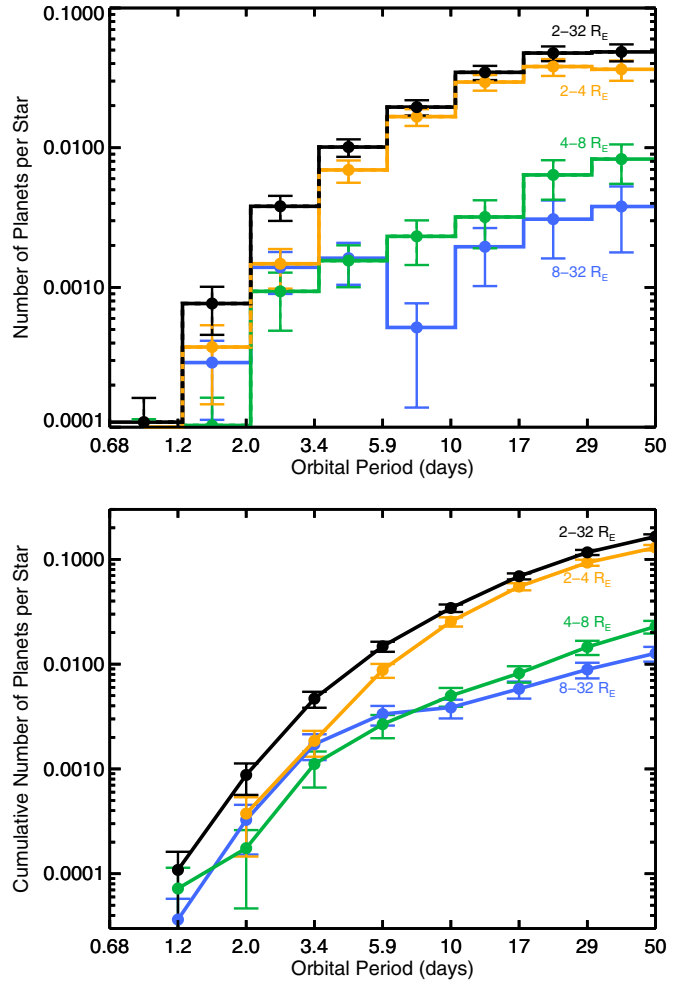 0.1000
2−32 R_E
2−4 R_E
0.0100
4−8 R_E
0.0010
8−32 R_E
0.0001
Number of Planets per Star
0.68 1.2 2.0 3.4 5.9 10 17 29 50
Orbital Period (days)
2−32 R_E
0.1000
2−4 R_E
4−8 R_E
0.0100
8−32 R_E
0.0010
0.0001
Cumulative Number of Planets per Star
0.68 1.2 2.0 3.4 5.9 10 17 29 50
Orbital Period (days)